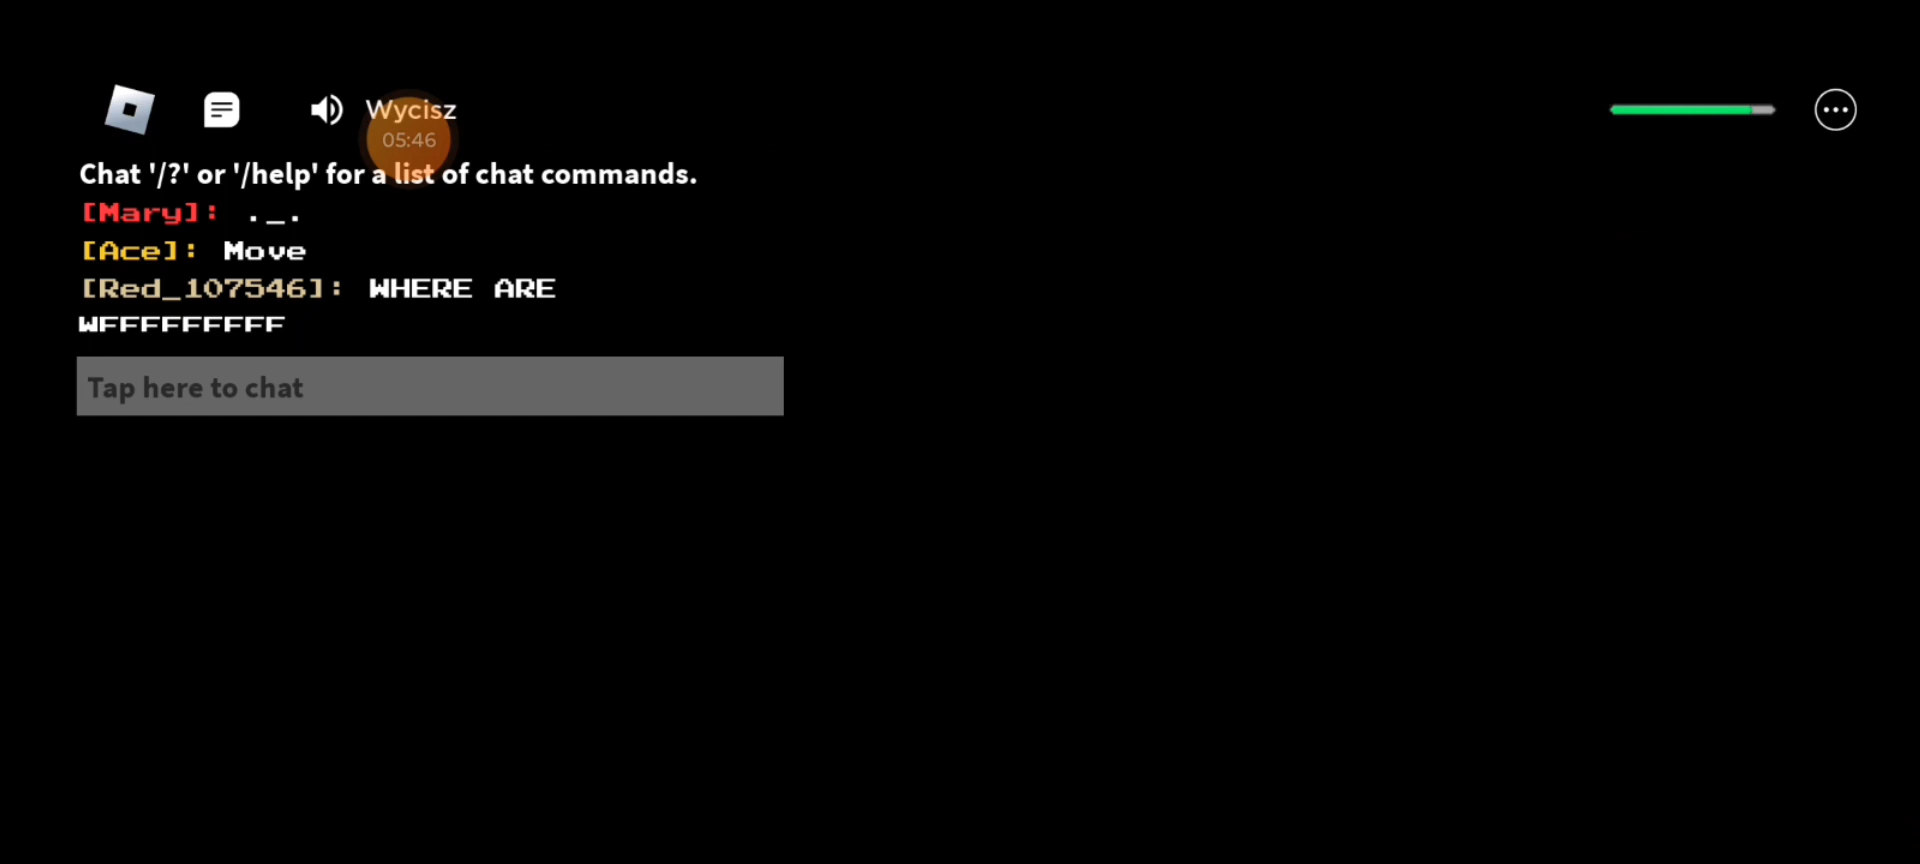 Wycisz
05:46
Chat '/?' or '/help' for a list of chat commands.
[Mary]: ._.
[Ace]: Move
[Red_107546]: WHERE ARE
WFFFFFFFFF
Tap here to chat